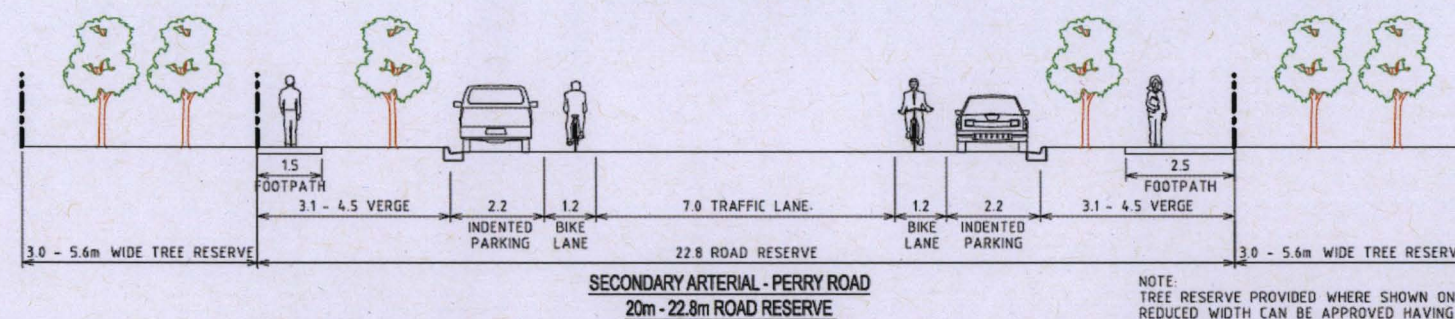 1.5
FOOTPATH
2.5
FOOTPATH
3.1 - 4.5 VERGE
2.2
INDENTED
PARKING
1.2
BIKE
LANE
7.0 TRAFFIC LANE
1.2
BIKE
LANE
2.2
INDENTED
PARKING
3.1 - 4.5 VERGE
3.0 - 5.6m WIDE TREE RESERVE
22.8 ROAD RESERVE
3.0 - 5.6m WIDE TREE RESERV
SECONDARY ARTERIAL - PERRY ROAD
20m - 22.8m ROAD RESERVE
NOTE:
TREE RESERVE PROVIDED WHERE SHOWN ON
REDUCED WIDTH CAN BE APPROVED HAVING